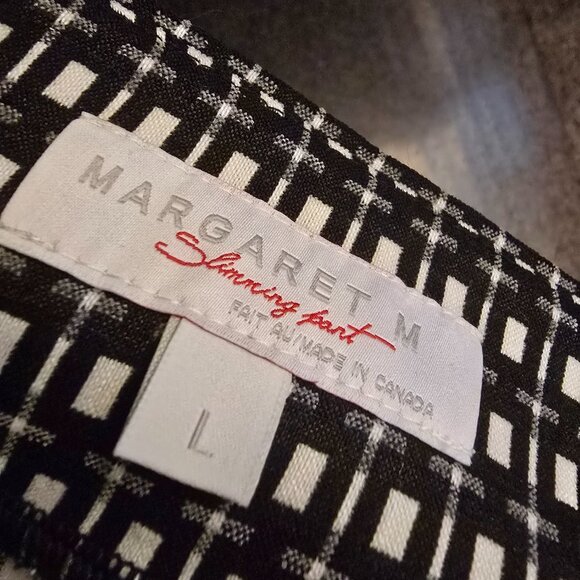 MARGARET M
Slimming pant
FAIT AU/MADE IN CANADA
L